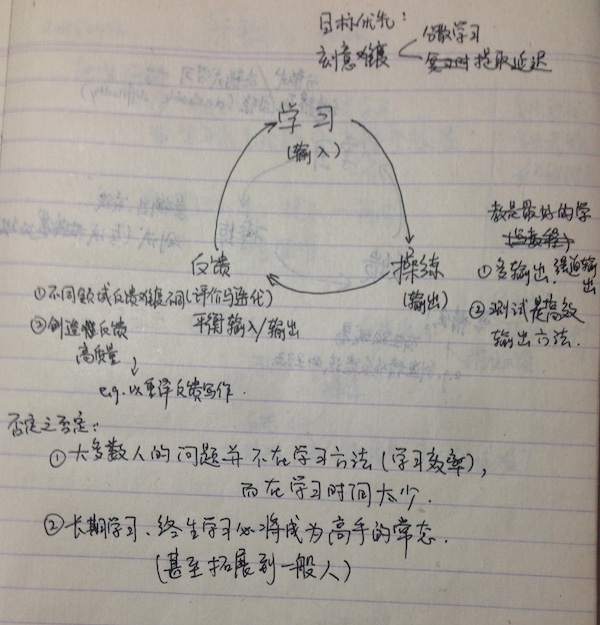 目标优先:
刻意难度
分散学习
复习时提取延迟
学习
(输入)
教是最好的学
反馈
操练
(输出)
①多输出,强迫输出
②测试是高效
输出方法.
①不同领域反馈难度不同(评价与进化)
平衡输入/输出
②创造性反馈
高质量
e.g.以重译反馈写作.
否定之否定:
①大多数人的问题并不在学习方法(学习效率),
而在学习时间太少.
②长期学习、终生学习必将成为高手的常态.
(甚至拓展到一般人)